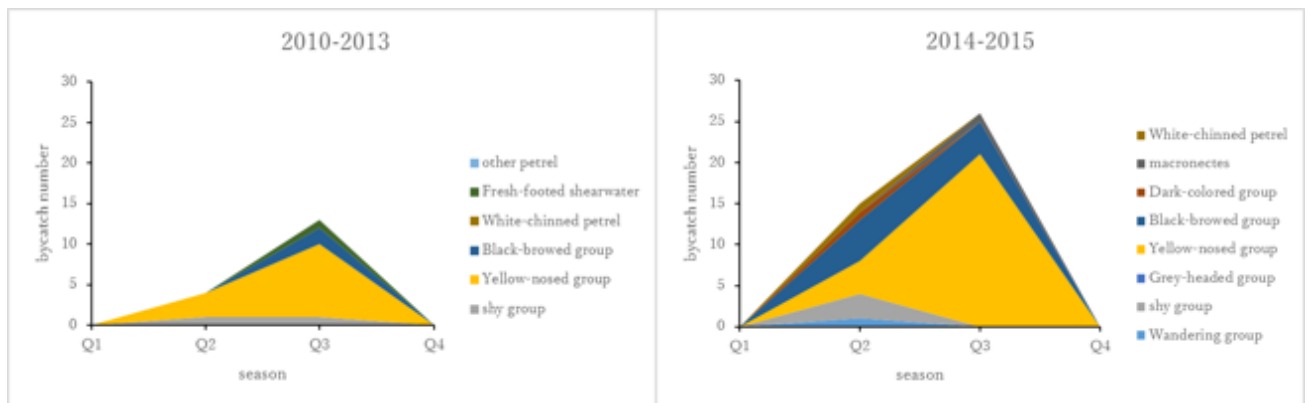 2010-2013
30
25
20
15
10
5
0
bycatch number
Q1 Q2 Q3 Q4
season
other petrel
Fresh-footed shearwater
White-chinned petrel
Black-browed group
Yellow-nosed group
shy group
2014-2015
30
25
20
15
10
5
0
bycatch number
Q1 Q2 Q3 Q4
season
White-chinned petrel
macronectes
Dark-colored group
Black-browed group
Yellow-nosed group
Grey-headed group
shy group
Wandering group